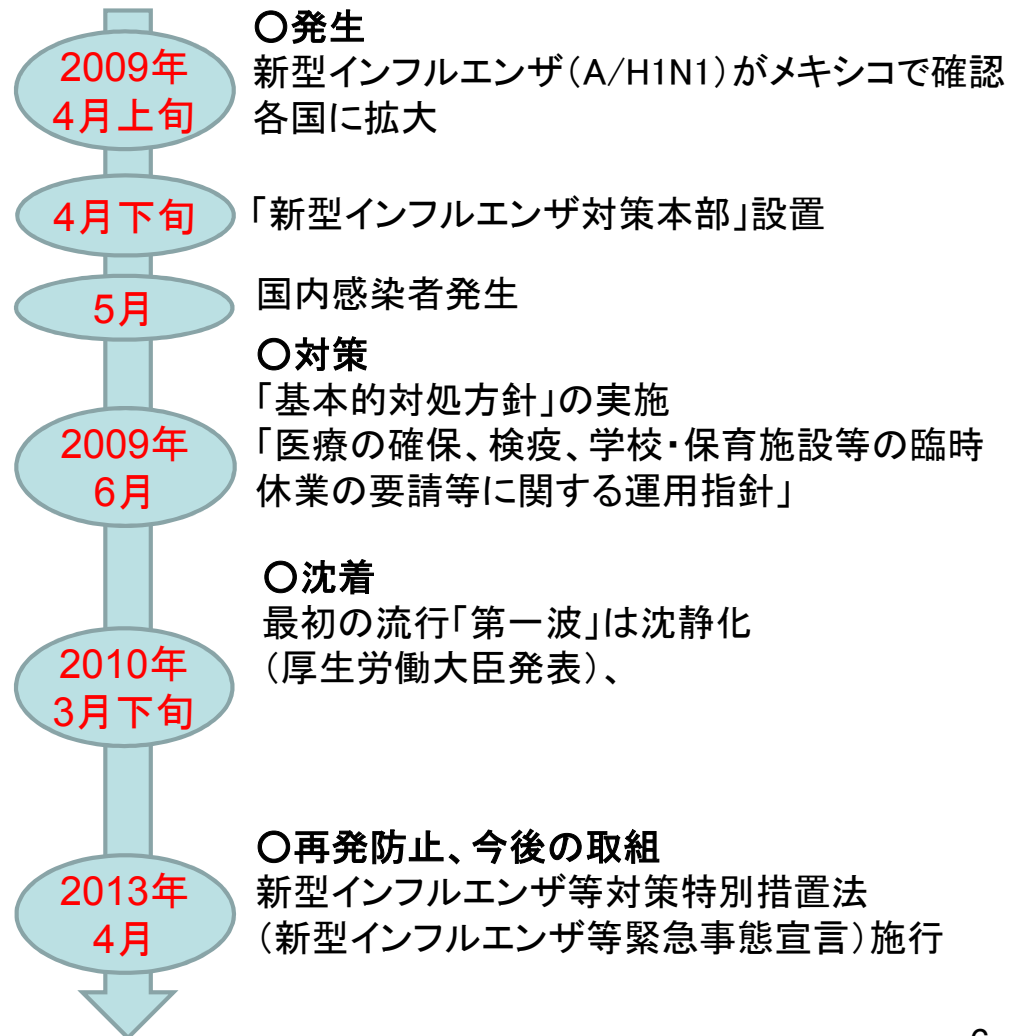 ○発生
2009年
4月上旬
新型インフルエンザ(A/H1N1)がメキシコで確認
各国に拡大
4月下旬
「新型インフルエンザ対策本部」設置
5月
国内感染者発生
○対策
「基本的対処方針」の実施
2009年
6月
「医療の確保、検疫、学校・保育施設等の臨時
休業の要請等に関する運用指針」
○沈着
最初の流行「第一波」は沈静化
2010年
3月下旬
(厚生労働大臣発表)、
○再発防止、今後の取組
2013年
4月
新型インフルエンザ等対策特別措置法
(新型インフルエンザ等緊急事態宣言)施行